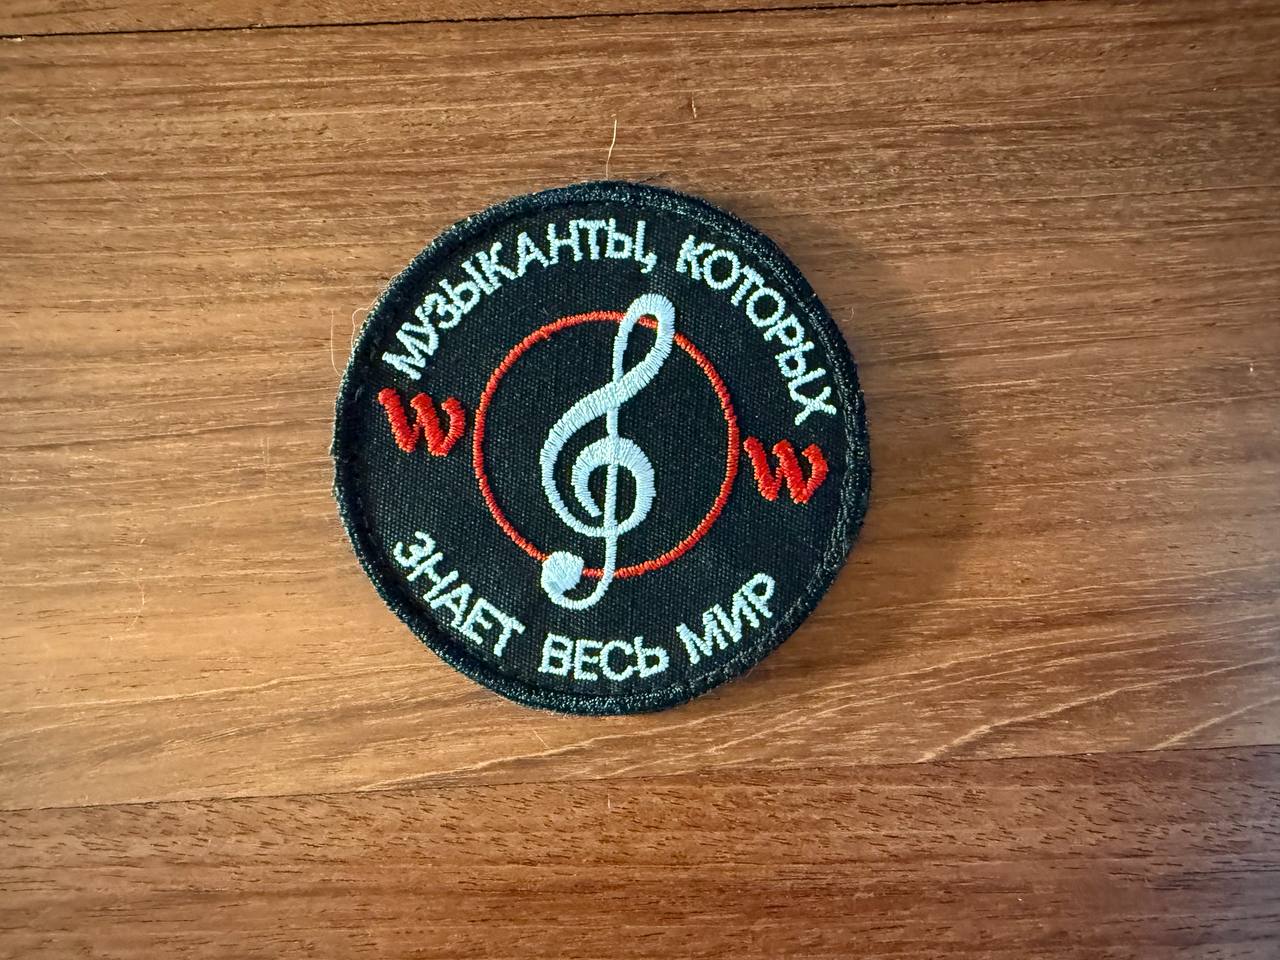 МУЗЫКАНТЫ, КОТОРЫХ
W W
ЗНАЕТ ВЕСЬ МИР